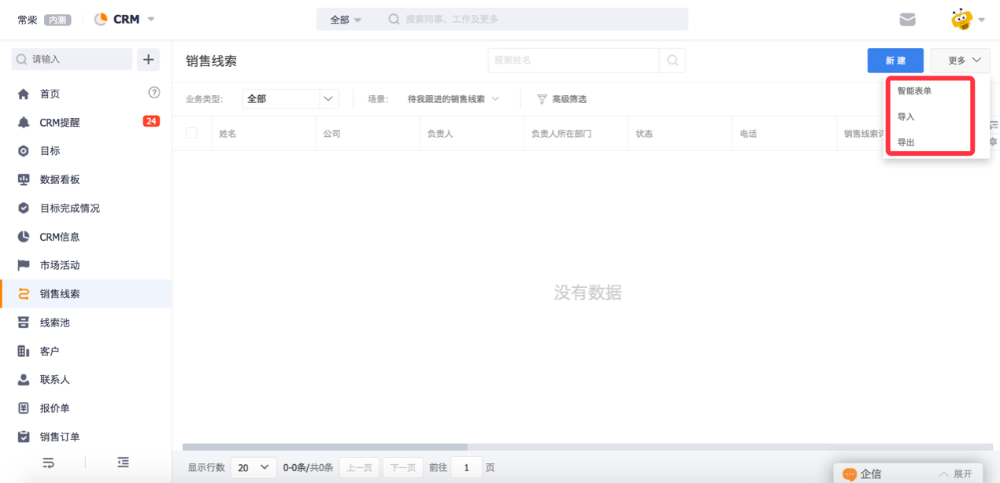 常柴 内测 CRM 全部 搜索同事、工作及更多
请输入
销售线索 搜索姓名 新建 更多
智能表单
导入
导出
业务类型: 全部 场景: 待我跟进的销售线索 高级筛选
姓名 公司 负责人 负责人所在部门 状态 电话 销售线索
没有数据
首页
CRM提醒 24
目标
数据看板
目标完成情况
CRM信息
市场活动
销售线索
线索池
客户
联系人
报价单
销售订单
显示行数 20 0-0条/共0条 上一页 下一页 前往 1 页
企信 展开